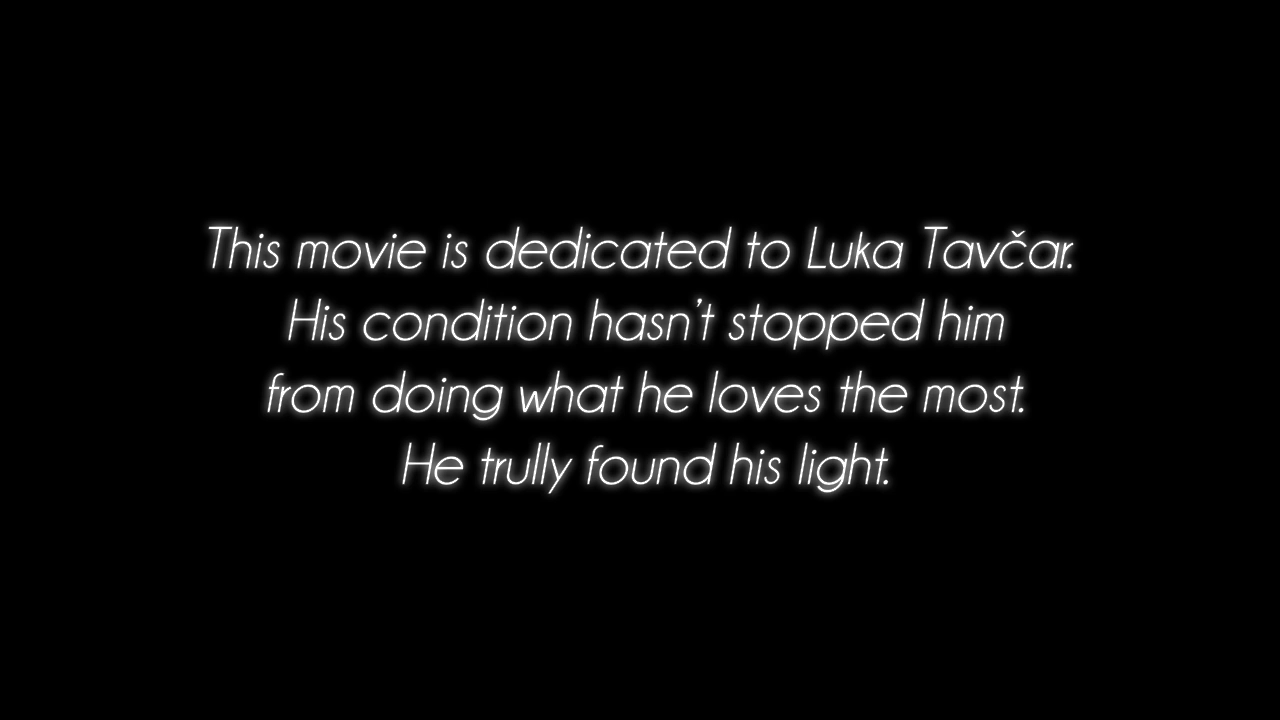 This movie is dedicated to Luka Tavčar.
His condition hasn't stopped him
from doing what he loves the most.
He trully found his light.